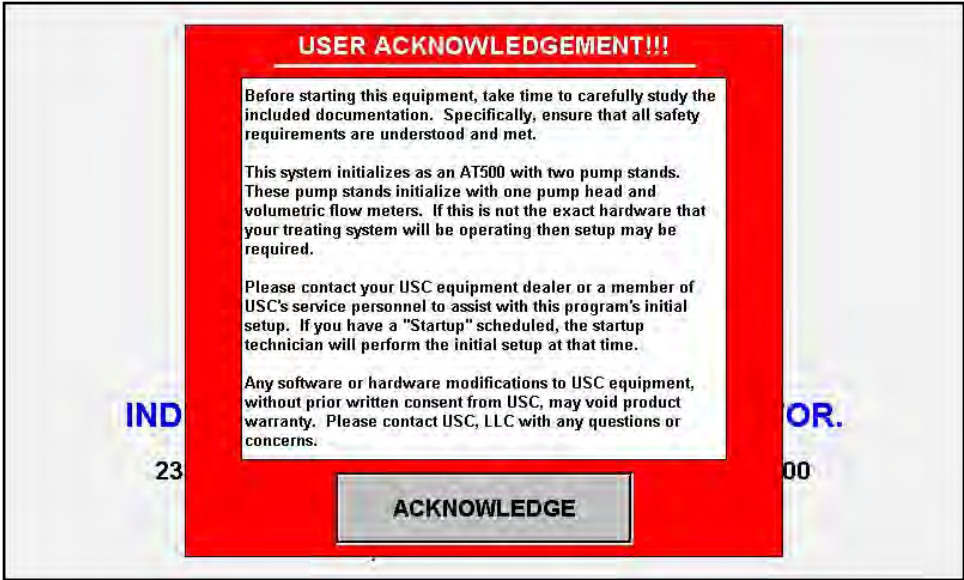 USER ACKNOWLEDGEMENT!!!
Before starting this equipment, take time to carefully study the
included documentation. Specifically, ensure that all safety
requirements are understood and met.
This system initializes as an AT500 with two pump stands.
These pump stands initialize with one pump head and
volumetric flow meters. If this is not the exact hardware that
your treating system will be operating then setup may be
required.
Please contact your USC equipment dealer or a member of
USC's service personnel to assist with this program's initial
setup. If you have a "Startup" scheduled, the startup
technician will perform the initial setup at that time.
Any software or hardware modifications to USC equipment,
without prior written consent from USC, may void product
warranty. Please contact USC, LLC with any questions or
concerns.
IND OR.
23 00
ACKNOWLEDGE